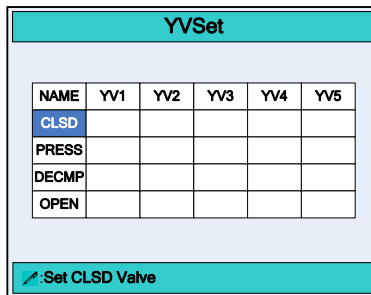 YVSet
NAME YV1 YV2 YV3 YV4 YV5
CLSD
PRESS
DECMP
OPEN
:Set CLSD Valve